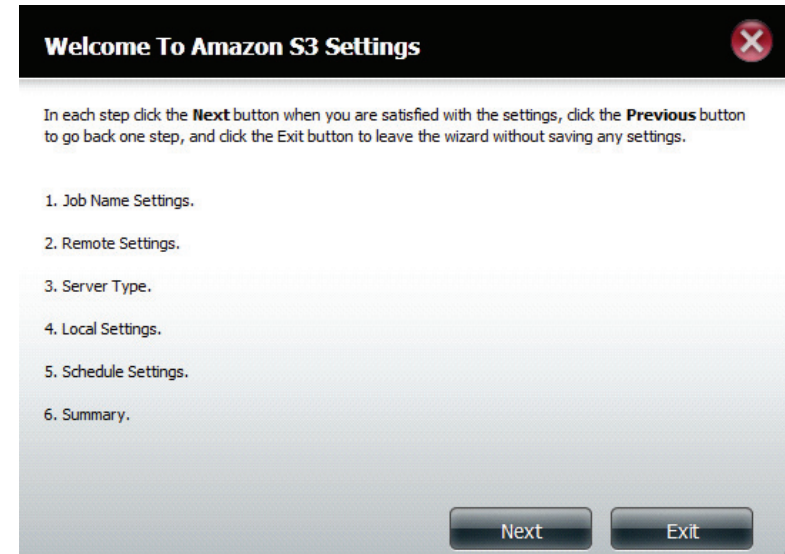 Welcome To Amazon S3 Settings
In each step click the Next button when you are satisfied with the settings, click the Previous button
to go back one step, and click the Exit button to leave the wizard without saving any settings.
1. Job Name Settings.
2. Remote Settings.
3. Server Type.
4. Local Settings.
5. Schedule Settings.
6. Summary.
Next Exit